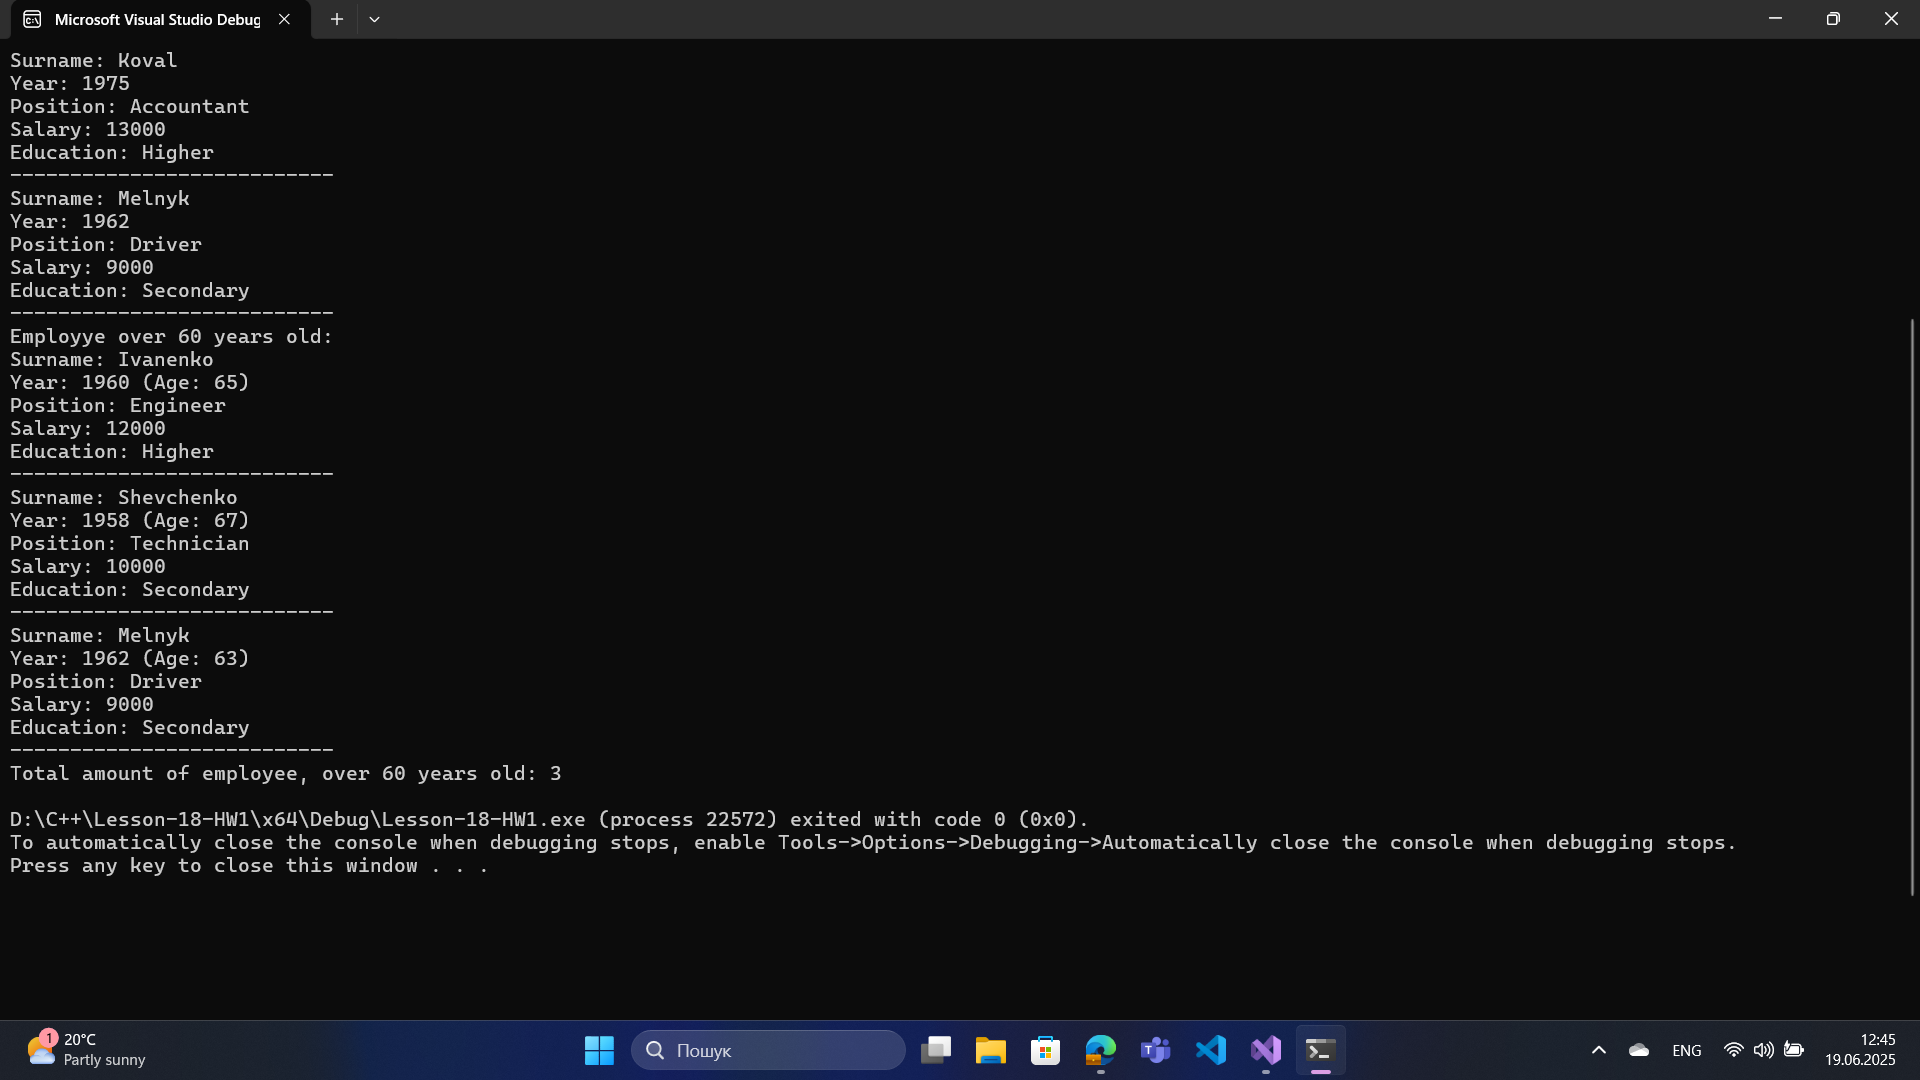 Microsoft Visual Studio Debug
Surname: Koval
Year: 1975
Position: Accountant
Salary: 13000
Education: Higher
---------------------------
Surname: Melnyk
Year: 1962
Position: Driver
Salary: 9000
Education: Secondary
---------------------------
Employye over 60 years old:
Surname: Ivanenko
Year: 1960 (Age: 65)
Position: Engineer
Salary: 12000
Education: Higher
---------------------------
Surname: Shevchenko
Year: 1958 (Age: 67)
Position: Technician
Salary: 10000
Education: Secondary
---------------------------
Surname: Melnyk
Year: 1962 (Age: 63)
Position: Driver
Salary: 9000
Education: Secondary
---------------------------
Total amount of employee, over 60 years old: 3
D:\C++\Lesson-18-HW1\x64\Debug\Lesson-18-HW1.exe (process 22572) exited with code 0 (0x0).
To automatically close the console when debugging stops, enable Tools->Options->Debugging->Automatically close the console when debugging stops.
Press any key to close this window . . .
1
20°C
Partly sunny
Пошук
ENG
12:45
19.06.2025